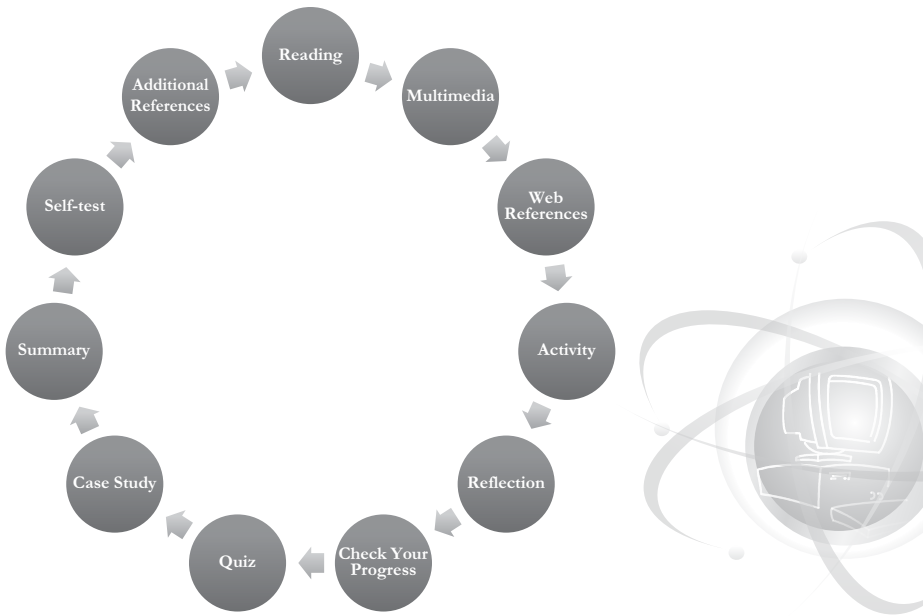 Reading
Multimedia
Web
References
Activity
Reflection
Check Your
Progress
Quiz
Case Study
Summary
Self-test
Additional
References